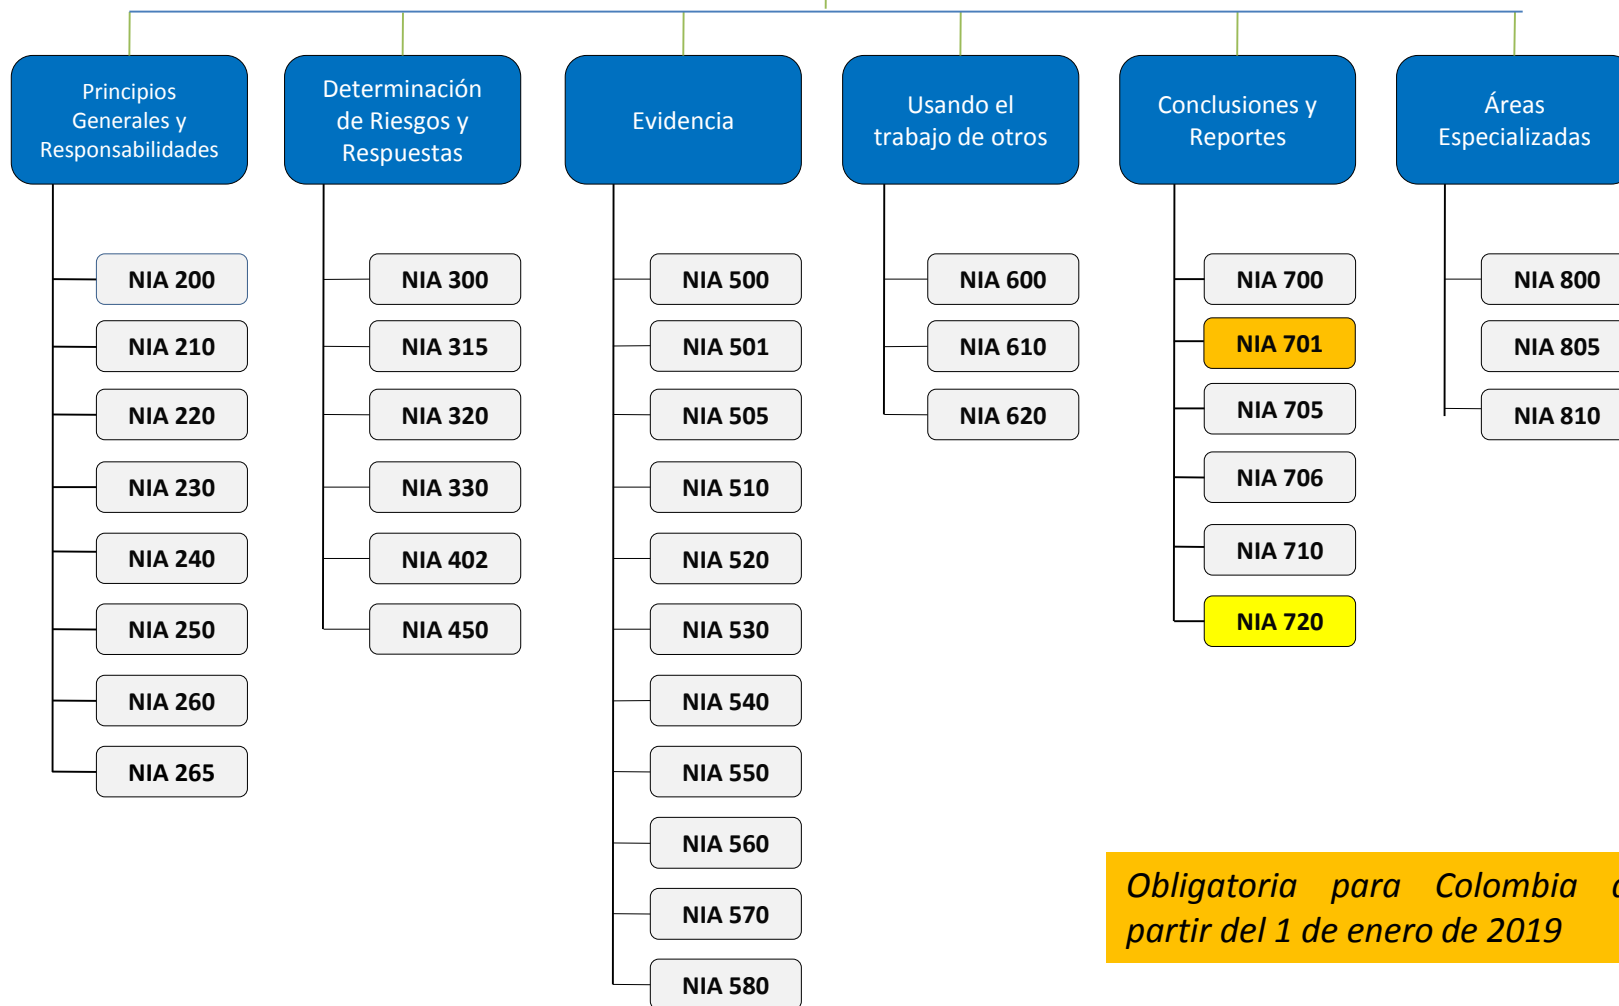 Principios
Generales y
Responsabilidades
NIA 200
NIA 210
NIA 220
NIA 230
NIA 240
NIA 250
NIA 260
NIA 265
Determinación
de Riesgos y
Respuestas
NIA 300
NIA 315
NIA 320
NIA 330
NIA 402
NIA 450
Evidencia
NIA 500
NIA 501
NIA 505
NIA 510
NIA 520
NIA 530
NIA 540
NIA 550
NIA 560
NIA 570
NIA 580
Usando el
trabajo de otros
NIA 600
NIA 610
NIA 620
Conclusiones y
Reportes
NIA 700
NIA 701
NIA 705
NIA 706
NIA 710
NIA 720
Áreas
Especializadas
NIA 800
NIA 805
NIA 810
Obligatoria para Colombia a
partir del 1 de enero de 2019